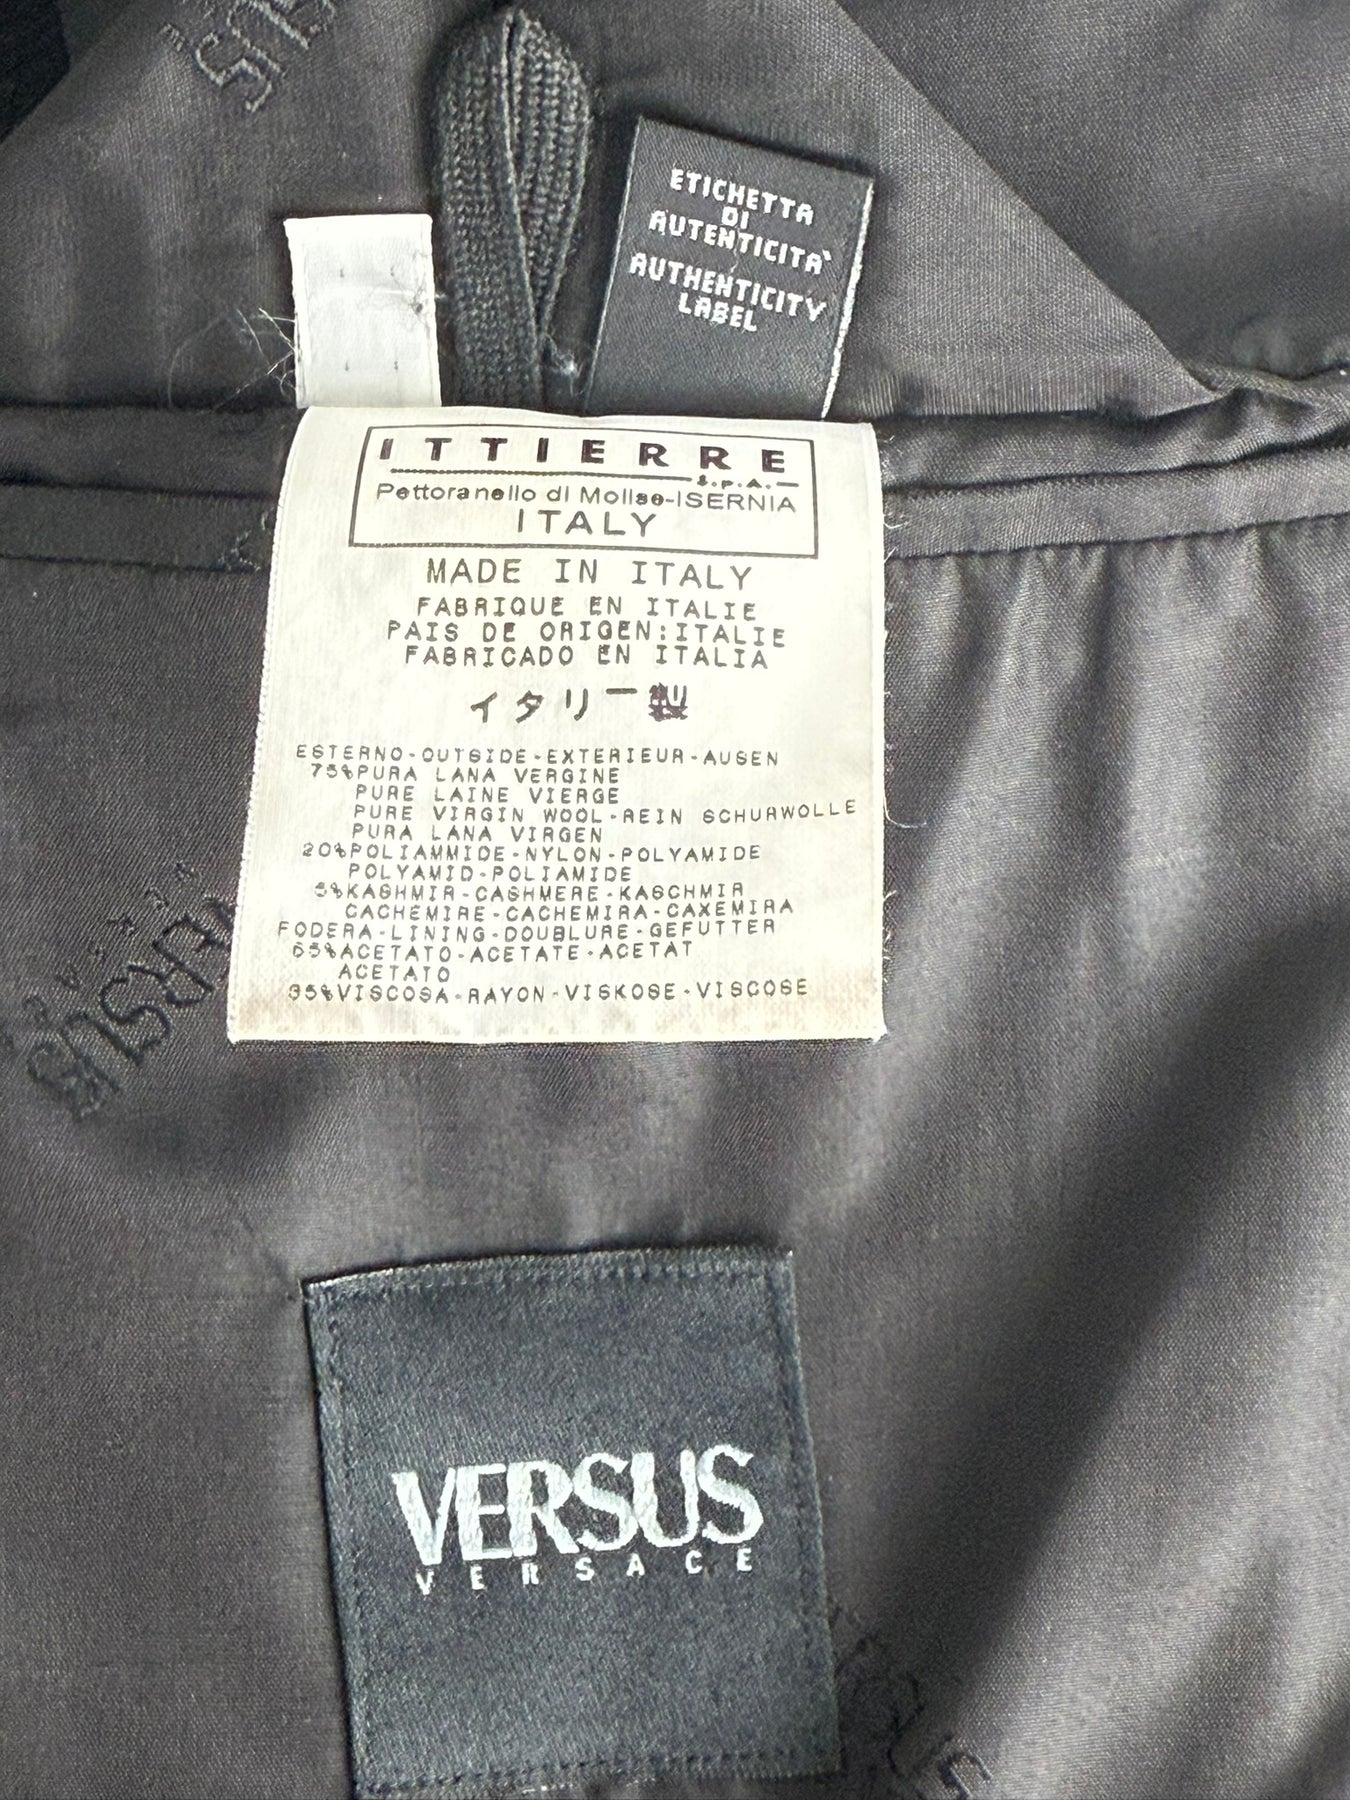 ETICHETTA
DI
AUTENTICITA'
AUTHENTICITY
LABEL
ITTIERRE
S.p.A.
Pettoranello di Molise-ISERNIA
ITALY
MADE IN ITALY
FABRIQUE EN ITALIE
PAIS DE ORIGEN:ITALIE
FABRICADO EN ITALIA
イタリー製
ESTERNO-OUTSIDE-EXTERIEUR-AUSEN
75%PURA LANA VERGINE
PURE LAINE VIERGE
PURE VIRGIN WOOL-REIN SCHURWOLLE
PURA LANA VIRGEN
20%POLIAMMIDE-NYLON-POLYAMIDE
POLYAMID-POLIAMIDE
5%KASHMIR-CASHMERE-KASCHMIR
CACHEMIRE-CACHEMIRA-CAXEMIRA
FODERA-LINING-DOUBLURE-GEFUTTER
65%ACETATO-ACETATE-ACETAT
ACETATO
35%VISCOSA-RAYON-VISKOSE-VISCOSE
VERSUS
VERSUS
VERSACE